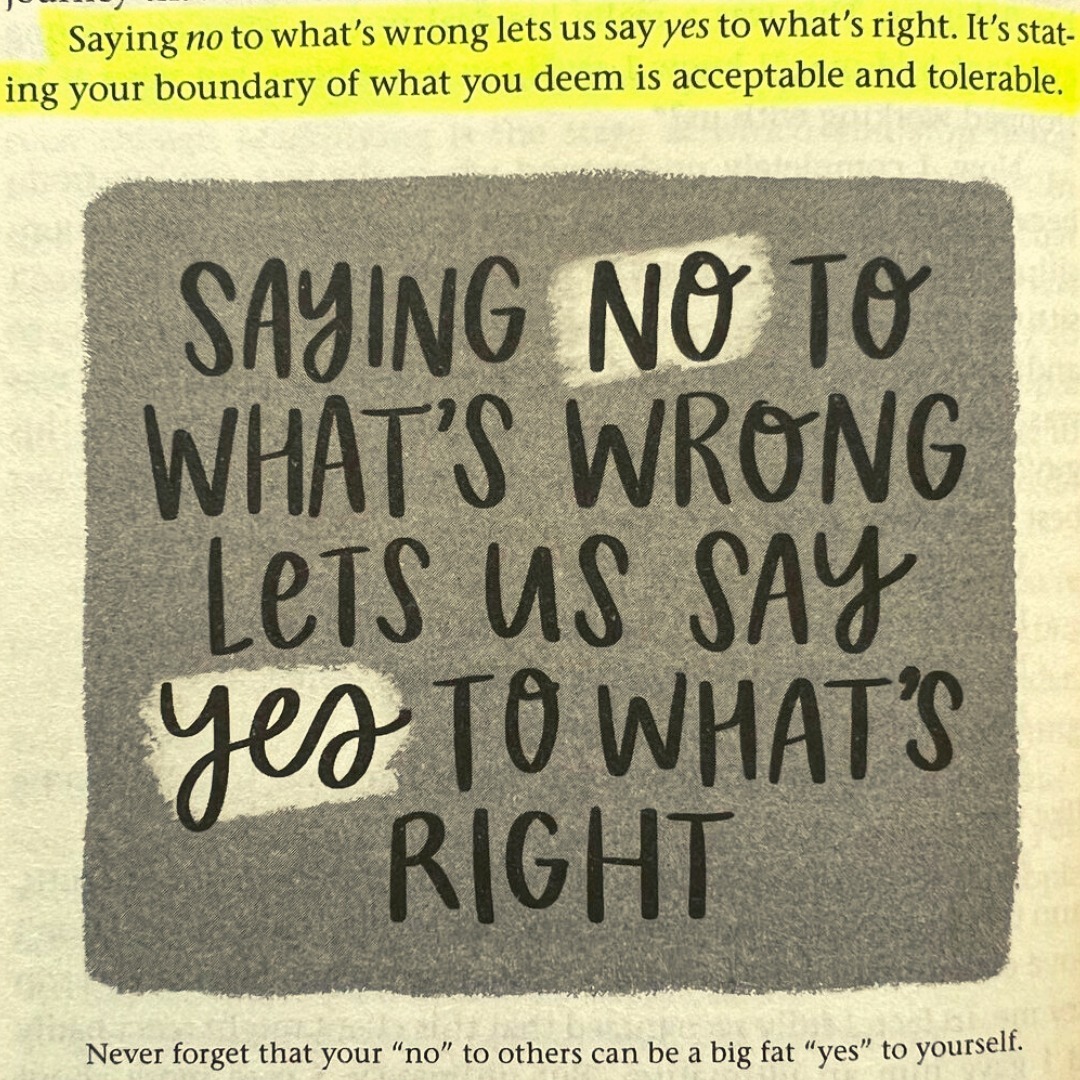 Saying no to what's wrong lets us say yes to what's right. It's stat-
ing your boundary of what you deem is acceptable and tolerable.
SAYING NO TO
WHAT'S WRONG
LeTS US SAY
yes TO WHAT'S
RIGHT
Never forget that your “no” to others can be a big fat “yes” to yourself.